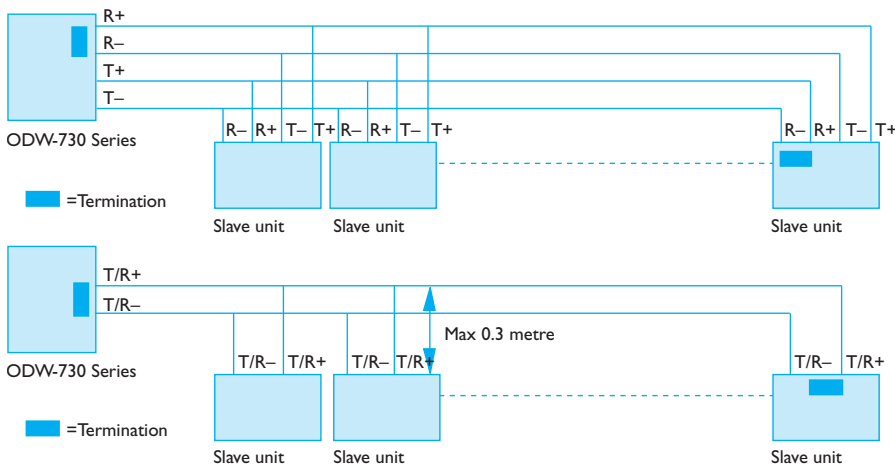 R+
R–
T+
T–
R– R+ T– T+ R– R+ T– T+ R– R+ T– T+
ODW-730 Series
=Termination
Slave unit Slave unit Slave unit
T/R+
T/R–
Max 0.3 metre
T/R– T/R+ T/R– T/R+ T/R– T/R+
ODW-730 Series
=Termination
Slave unit Slave unit Slave unit